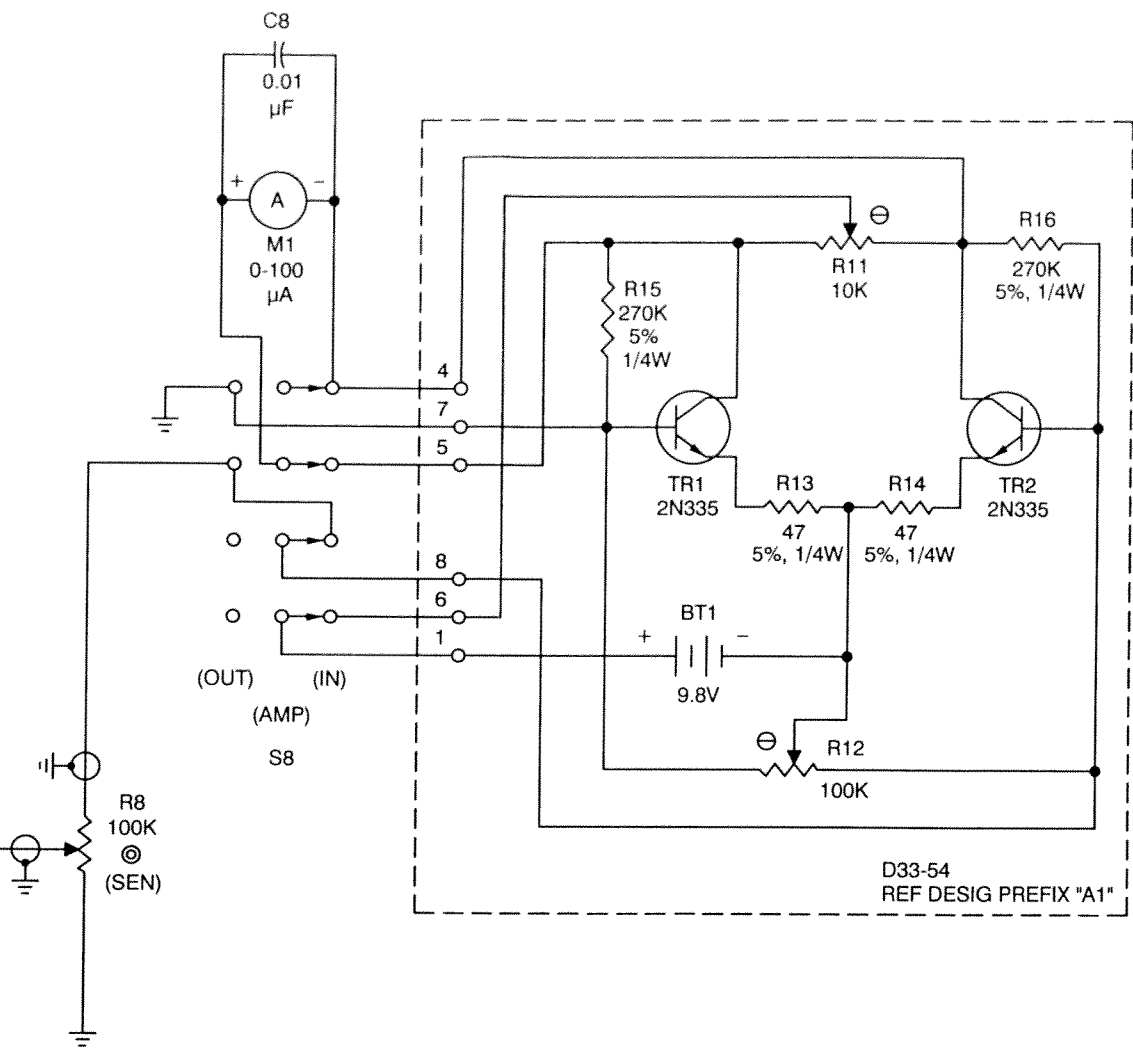 C8
0.01
µF
+
A
−
M1
0-100
µA
R15
270K
5%
1/4W
R11
10K
R16
270K
5%, 1/4W
4
7
5
TR1
2N335
R13
47
5%, 1/4W
R14
47
5%, 1/4W
TR2
2N335
8
6
1
+
BT1
−
9.8V
(OUT)
(IN)
(AMP)
S8
R12
100K
R8
100K
(SEN)
D33-54
REF DESIG PREFIX "A1"